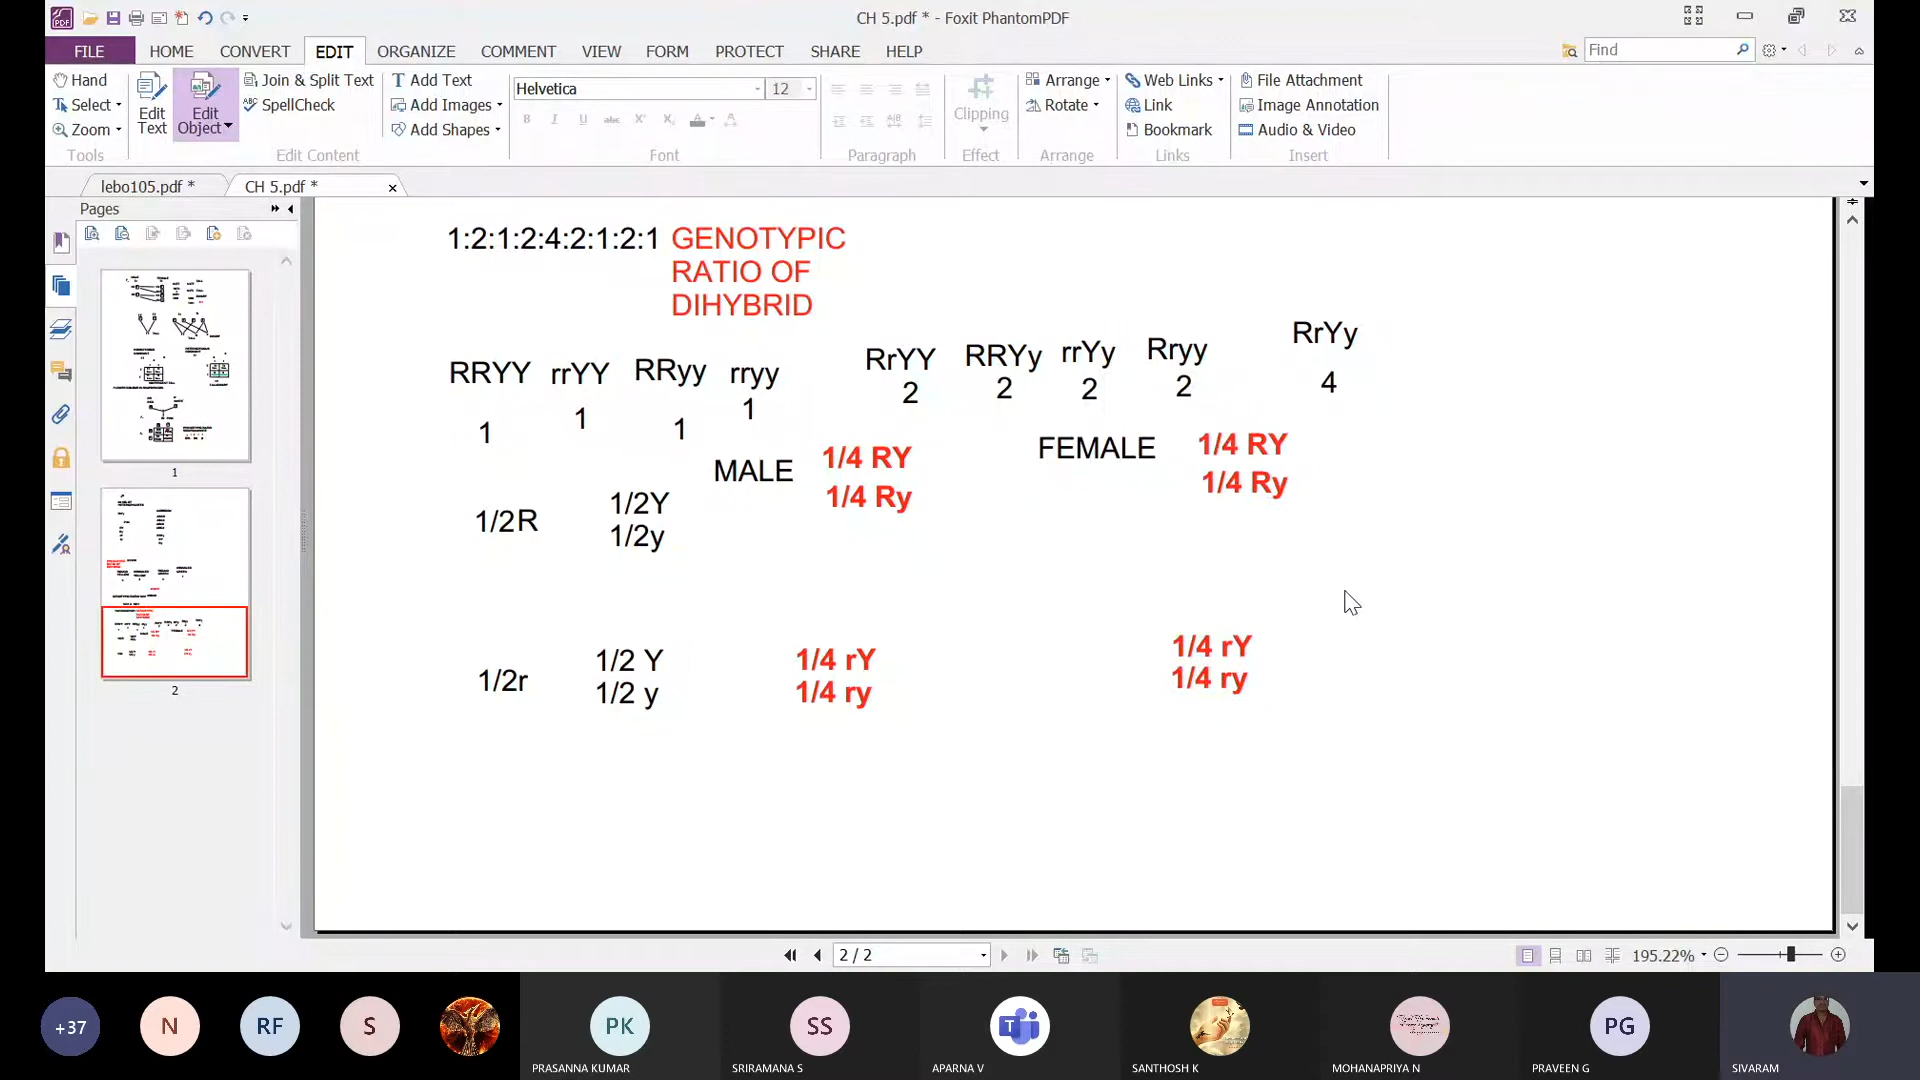 CH 5.pdf * - Foxit PhantomPDF
FILE HOME CONVERT EDIT ORGANIZE COMMENT VIEW FORM PROTECT SHARE HELP
Find
Hand
Select
Zoom
Tools
Edit Text
Edit Object
Join & Split Text
SpellCheck
Edit Content
Add Text
Add Images
Add Shapes
Helvetica 12
Font
Paragraph
Clipping
Effect
Arrange
Rotate
Arrange
Web Links
Link
Bookmark
Links
File Attachment
Image Annotation
Audio & Video
Insert
lebo105.pdf * CH 5.pdf *
Pages
1
2
1:2:1:2:4:2:1:2:1 GENOTYPIC
RATIO OF
DIHYBRID
RRYY rrYY RRyy rryy RrYY RRYy rrYy Rryy RrYy
1 1 1 1 2 2 2 2 4
MALE 1/4 RY FEMALE 1/4 RY
1/4 Ry 1/4 Ry
1/2R 1/2Y
1/2y
1/2r 1/2 Y 1/4 rY 1/4 rY
1/2 y 1/4 ry 1/4 ry
2 / 2
195.22%
+37 N RF S PK SS PG
PRASANNA KUMAR SRIRAMANA S APARNA V SANTHOSH K MOHANAPRIYA N PRAVEEN G SIVARAM